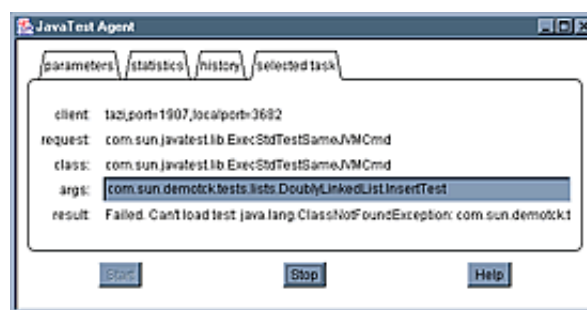 JavaTest Agent
parameters statistics history selected task
client: tazi,port=1907,localport=3682
request: com.sun.javatest.lib.ExecStdTestSameJVMCmd
class: com.sun.javatest.lib.ExecStdTestSameJVMCmd
args: com.sun.demotck.tests.lists.DoublyLinkedList.InsertTest
result: Failed. Can't load test: java.lang.ClassNotFoundException: com.sun.demotck.t
Start Stop Help